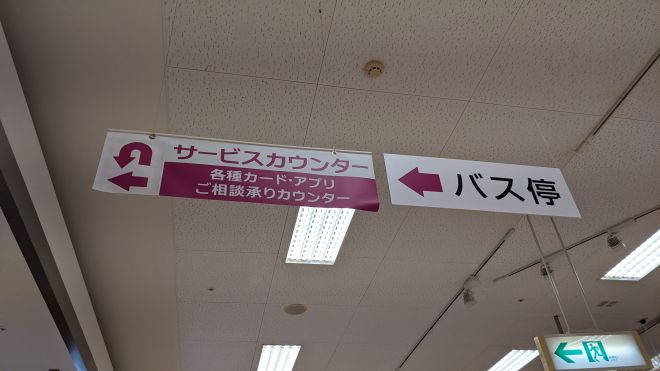 サービスカウンター
各種カード・アプリ
ご相談承りカウンター
バス停